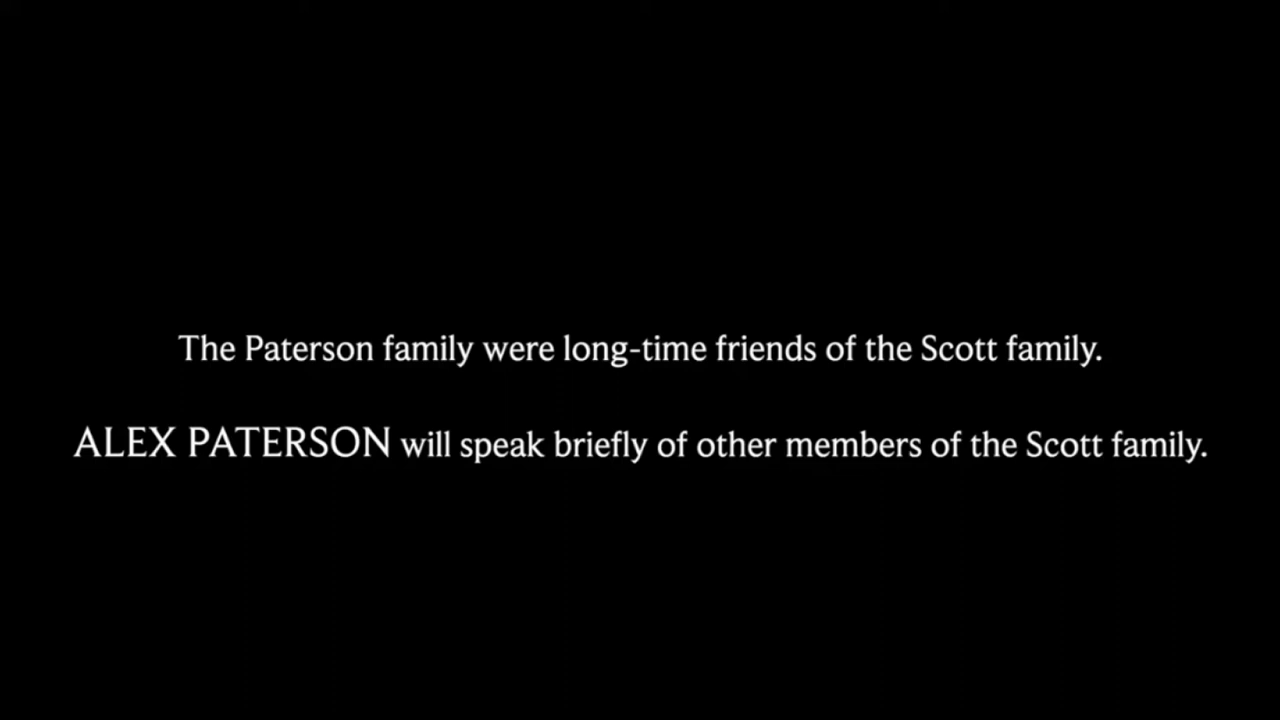 The Paterson family were long-time friends of the Scott family.
ALEX PATERSON will speak briefly of other members of the Scott family.